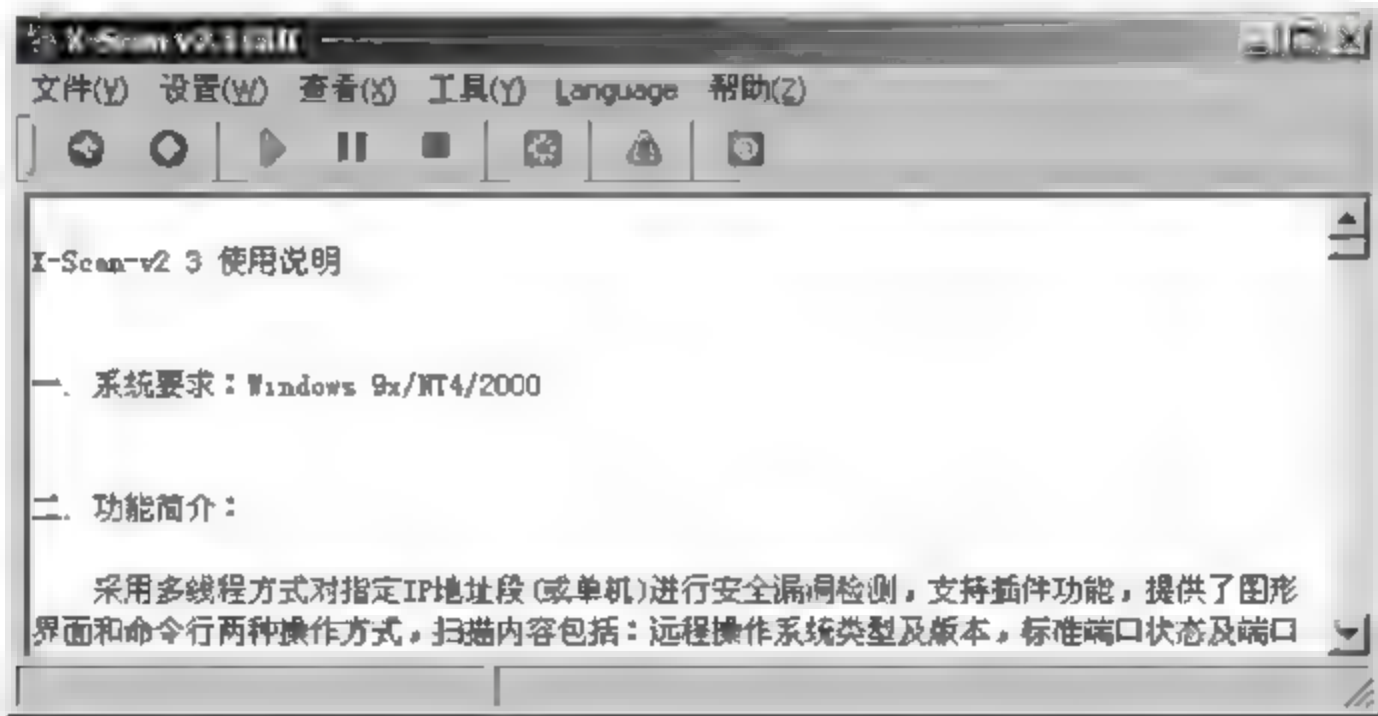 X-Scan
文件(V) 设置(W) 查看(X) 工具(Y) Language 帮助(Z)
X-Scan-v2 3 使用说明
一. 系统要求：Windows 9x/NT4/2000
二. 功能简介：
采用多线程方式对指定IP地址段(或单机)进行安全漏洞检测，支持插件功能，提供了图形
界面和命令行两种操作方式，扫描内容包括：远程操作系统类型及版本，标准端口状态及端口